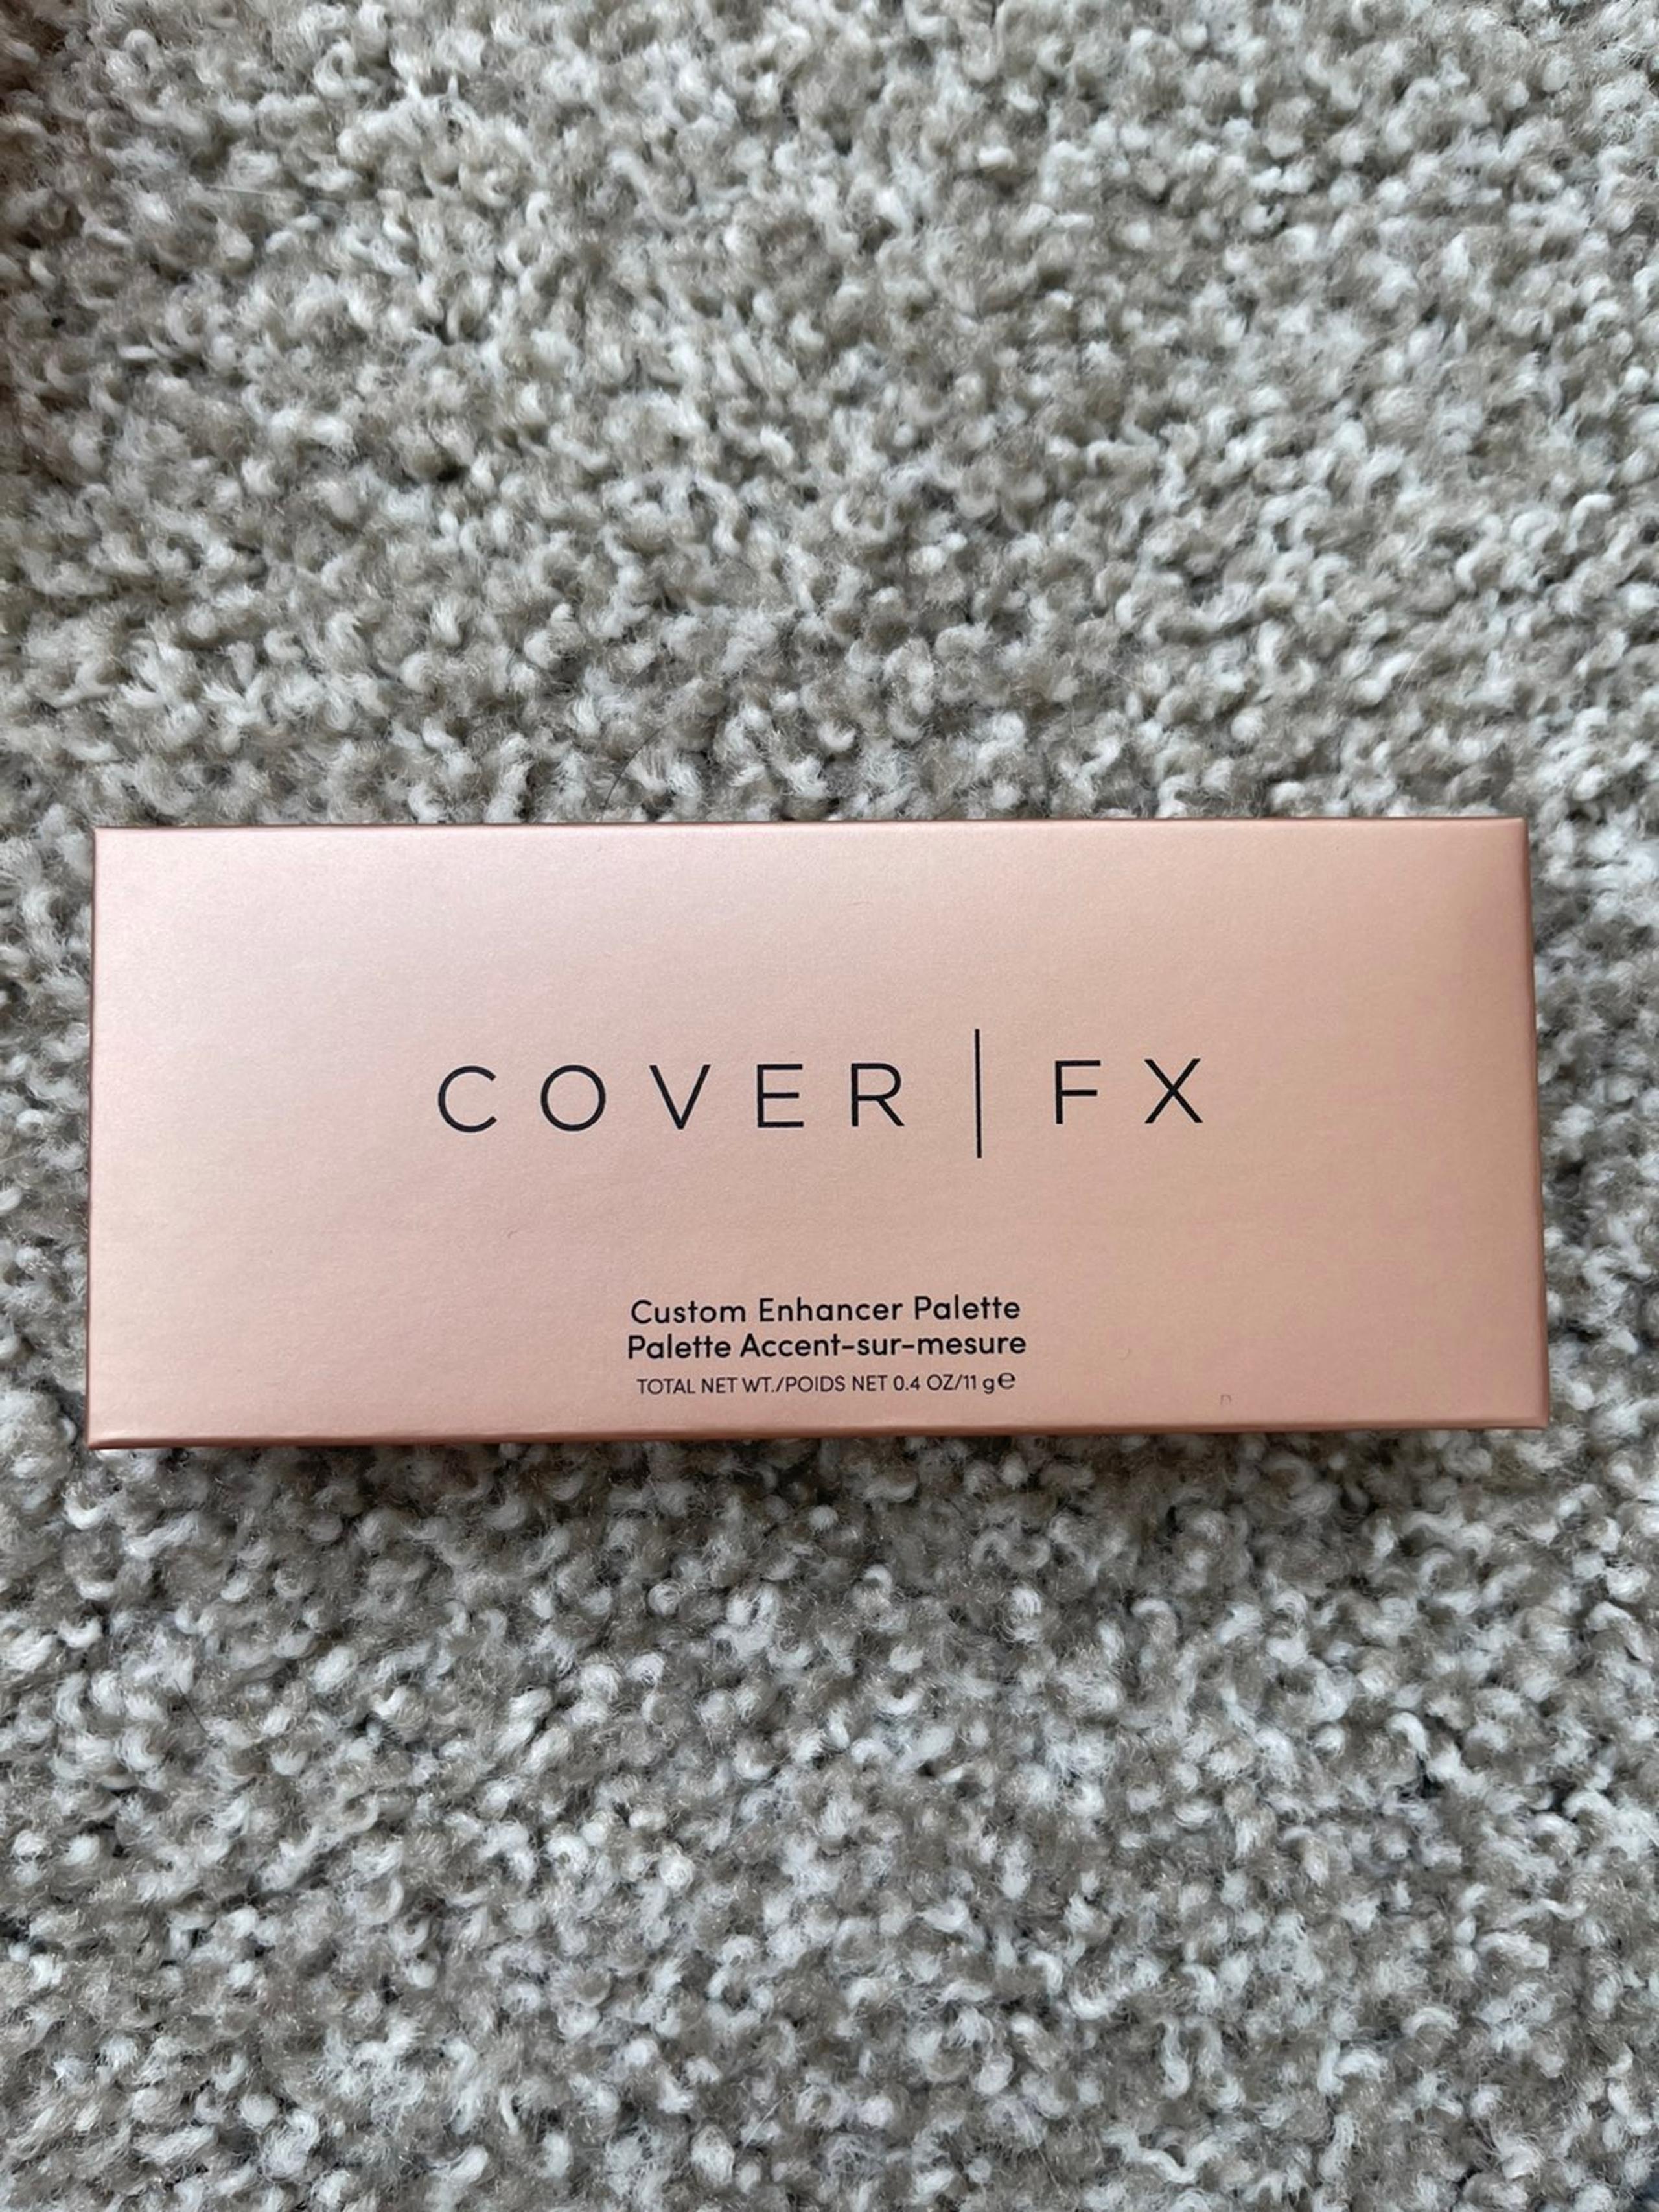 COVER | FX
Custom Enhancer Palette
Palette Accent-sur-mesure
TOTAL NET WT./POIDS NET 0.4 OZ/11 g℮